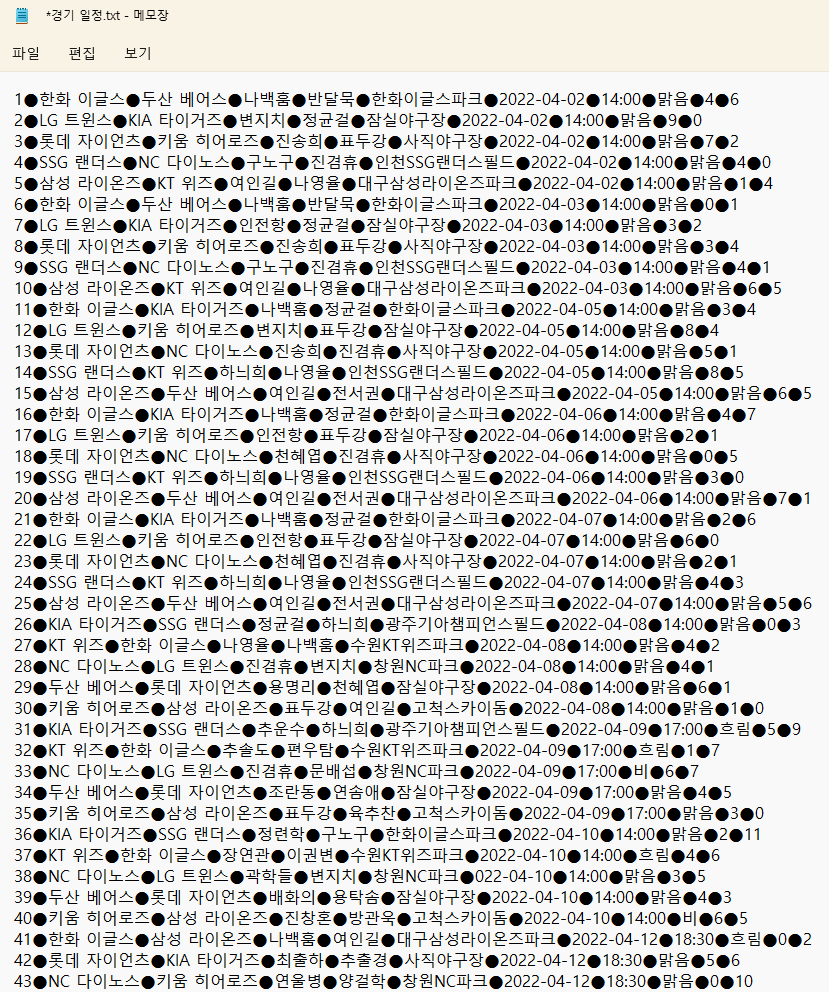 *경기 일정.txt - 메모장
파일 편집 보기
1●한화 이글스●두산 베어스●나백홈●반달묵●한화이글스파크●2022-04-02●14:00●맑음●4●6
2●LG 트윈스●KIA 타이거즈●변지치●정균걸●잠실야구장●2022-04-02●14:00●맑음●9●0
3●롯데 자이언츠●키움 히어로즈●진송희●표두강●사직야구장●2022-04-02●14:00●맑음●7●2
4●SSG 랜더스●NC 다이노스●구노구●진겸휴●인천SSG랜더스필드●2022-04-02●14:00●맑음●4●0
5●삼성 라이온즈●KT 위즈●여인길●나영율●대구삼성라이온즈파크●2022-04-02●14:00●맑음●1●4
6●한화 이글스●두산 베어스●나백홈●반달묵●한화이글스파크●2022-04-03●14:00●맑음●0●1
7●LG 트윈스●KIA 타이거즈●인전항●정균걸●잠실야구장●2022-04-03●14:00●맑음●3●2
8●롯데 자이언츠●키움 히어로즈●진송희●표두강●사직야구장●2022-04-03●14:00●맑음●3●4
9●SSG 랜더스●NC 다이노스●구노구●진겸휴●인천SSG랜더스필드●2022-04-03●14:00●맑음●4●1
10●삼성 라이온즈●KT 위즈●여인길●나영율●대구삼성라이온즈파크●2022-04-03●14:00●맑음●6●5
11●한화 이글스●KIA 타이거즈●나백홈●정균걸●한화이글스파크●2022-04-05●14:00●맑음●3●4
12●LG 트윈스●키움 히어로즈●변지치●표두강●잠실야구장●2022-04-05●14:00●맑음●8●4
13●롯데 자이언츠●NC 다이노스●진송희●진겸휴●사직야구장●2022-04-05●14:00●맑음●5●1
14●SSG 랜더스●KT 위즈●하늬희●나영율●인천SSG랜더스필드●2022-04-05●14:00●맑음●8●5
15●삼성 라이온즈●두산 베어스●여인길●전서권●대구삼성라이온즈파크●2022-04-05●14:00●맑음●6●5
16●한화 이글스●KIA 타이거즈●나백홈●정균걸●한화이글스파크●2022-04-06●14:00●맑음●4●7
17●LG 트윈스●키움 히어로즈●인전항●표두강●잠실야구장●2022-04-06●14:00●맑음●2●1
18●롯데 자이언츠●NC 다이노스●천혜엽●진겸휴●사직야구장●2022-04-06●14:00●맑음●0●5
19●SSG 랜더스●KT 위즈●하늬희●나영율●인천SSG랜더스필드●2022-04-06●14:00●맑음●3●0
20●삼성 라이온즈●두산 베어스●여인길●전서권●대구삼성라이온즈파크●2022-04-06●14:00●맑음●7●1
21●한화 이글스●KIA 타이거즈●나백홈●정균걸●한화이글스파크●2022-04-07●14:00●맑음●2●6
22●LG 트윈스●키움 히어로즈●인전항●표두강●잠실야구장●2022-04-07●14:00●맑음●6●0
23●롯데 자이언츠●NC 다이노스●천혜엽●진겸휴●사직야구장●2022-04-07●14:00●맑음●2●1
24●SSG 랜더스●KT 위즈●하늬희●나영율●인천SSG랜더스필드●2022-04-07●14:00●맑음●4●3
25●삼성 라이온즈●두산 베어스●여인길●전서권●대구삼성라이온즈파크●2022-04-07●14:00●맑음●5●6
26●KIA 타이거즈●SSG 랜더스●정균걸●하늬희●광주기아챔피언스필드●2022-04-08●14:00●맑음●0●3
27●KT 위즈●한화 이글스●나영율●나백홈●수원KT위즈파크●2022-04-08●14:00●맑음●4●2
28●NC 다이노스●LG 트윈스●진겸휴●변지치●창원NC파크●2022-04-08●14:00●맑음●4●1
29●두산 베어스●롯데 자이언츠●용명리●천혜엽●잠실야구장●2022-04-08●14:00●맑음●6●1
30●키움 히어로즈●삼성 라이온즈●표두강●여인길●고척스카이돔●2022-04-08●14:00●맑음●1●0
31●KIA 타이거즈●SSG 랜더스●추운수●하늬희●광주기아챔피언스필드●2022-04-09●17:00●흐림●5●9
32●KT 위즈●한화 이글스●추솔도●편우탐●수원KT위즈파크●2022-04-09●17:00●흐림●1●7
33●NC 다이노스●LG 트윈스●진겸휴●문배섭●창원NC파크●2022-04-09●17:00●비●6●7
34●두산 베어스●롯데 자이언츠●조란동●연솜애●잠실야구장●2022-04-09●17:00●맑음●4●5
35●키움 히어로즈●삼성 라이온즈●표두강●육추찬●고척스카이돔●2022-04-09●17:00●맑음●3●0
36●KIA 타이거즈●SSG 랜더스●정련학●구노구●한화이글스파크●2022-04-10●14:00●맑음●2●11
37●KT 위즈●한화 이글스●장연관●이권변●수원KT위즈파크●2022-04-10●14:00●흐림●4●6
38●NC 다이노스●LG 트윈스●곽학들●변지치●창원NC파크●022-04-10●14:00●맑음●3●5
39●두산 베어스●롯데 자이언츠●배화의●용탁솜●잠실야구장●2022-04-10●14:00●맑음●4●3
40●키움 히어로즈●삼성 라이온즈●진창혼●방관욱●고척스카이돔●2022-04-10●14:00●비●6●5
41●한화 이글스●삼성 라이온즈●나백홈●여인길●대구삼성라이온즈파크●2022-04-12●18:30●흐림●0●2
42●롯데 자이언츠●KIA 타이거즈●최출하●추출경●사직야구장●2022-04-12●18:30●맑음●5●6
43●NC 다이노스●키움 히어로즈●연울병●양걸학●창원NC파크●2022-04-12●18:30●맑음●0●10